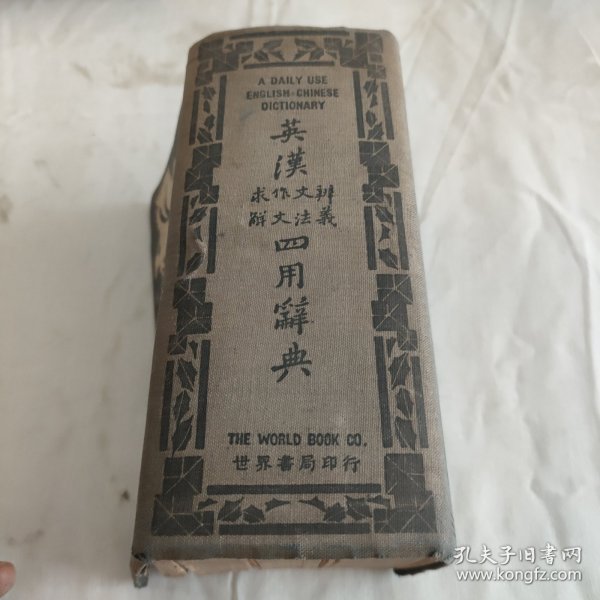 A DAILY USE
ENGLISH-CHINESE
DICTIONARY
英漢
求作文辨
解文法義
四用辭典
THE WORLD BOOK CO.
世界書局印行
孔夫子旧书网
www.kongfz.com